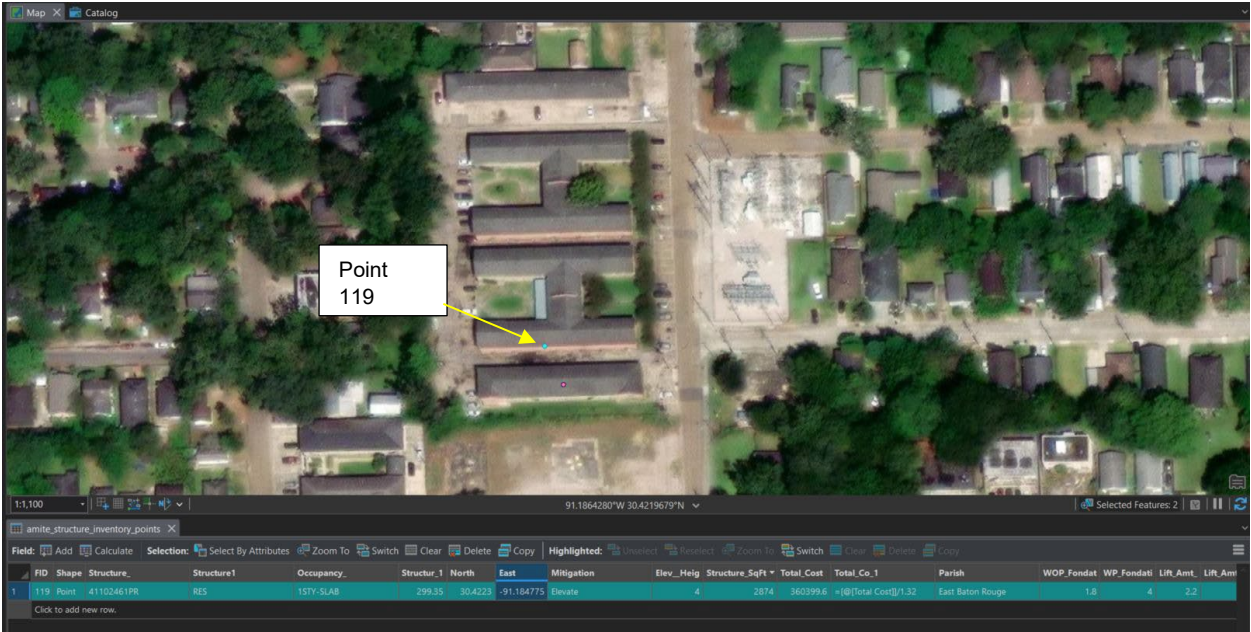 Map Catalog
Point
119
1:1,100
91.1864280°W 30.4219679°N
Selected Features: 2
amite_structure_inventory_points
Field: Add Calculate Selection: Select By Attributes Zoom To Switch Clear Delete Copy Highlighted: Unselect Reselect Zoom To Switch Clear Delete Copy
FID Shape Structure_ Structure1 Occupancy_ Structur_1 North East Mitigation Elev__Heig Structure_SqFt Total_Cost Total_Co_1 Parish WOP_Fondat WP_Fondati Lift_Amt_ Lift_Amt
1 119 Point 41102461PR RES 1STY-SLAB 299.35 30.4223 -91.184775 Elevate 4 2874 360399.6 =[@[Total Cost]]/1.32 East Baton Rouge 1.8 4 2.2
Click to add new row.